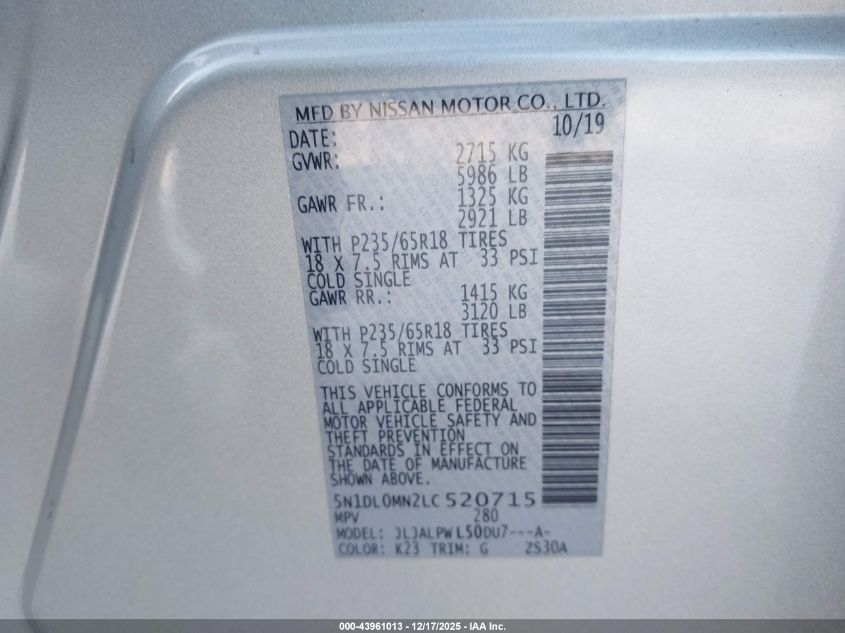 MFD BY NISSAN MOTOR CO., LTD.
DATE: 10/19
GVWR: 2715 KG
5986 LB
GAWR FR.: 1325 KG
2921 LB
WITH P235/65R18 TIRES
18 X 7.5 RIMS AT 33 PSI
COLD SINGLE
GAWR RR.: 1415 KG
3120 LB
WITH P235/65R18 TIRES
18 X 7.5 RIMS AT 33 PSI
COLD SINGLE
THIS VEHICLE CONFORMS TO
ALL APPLICABLE FEDERAL
MOTOR VEHICLE SAFETY AND
THEFT PREVENTION
STANDARDS IN EFFECT ON
THE DATE OF MANUFACTURE
SHOWN ABOVE.
5N1DL0MN2LC520715
MPV 280
MODEL: JLJALPWL50DU7---A-
COLOR: K23 TRIM: G ZS30A
000-43961013 - 12/17/2025 - IAA Inc.